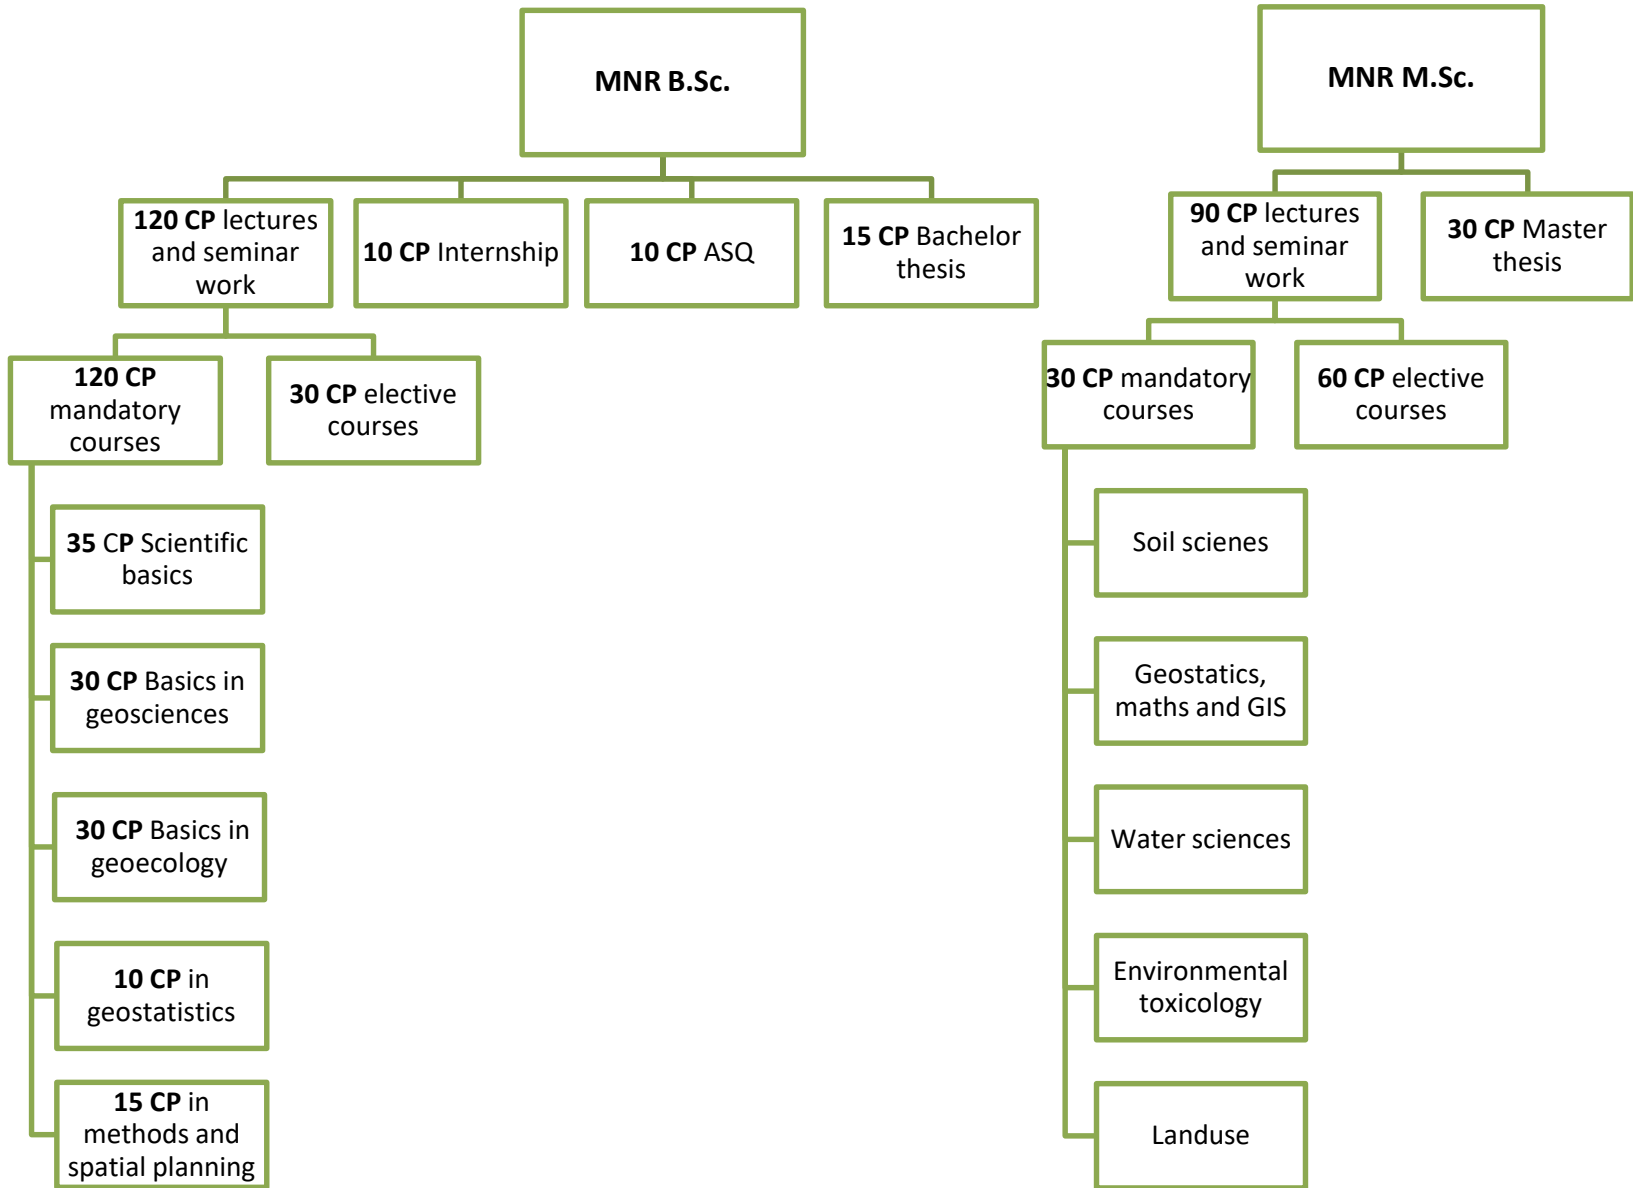 MNR B.Sc.
120 CP lectures
and seminar
work
10 CP Internship
10 CP ASQ
15 CP Bachelor
thesis
120 CP
mandatory
courses
30 CP elective
courses
35 CP Scientific
basics
30 CP Basics in
geosciences
30 CP Basics in
geoecology
10 CP in
geostatistics
15 CP in
methods and
spatial planning
MNR M.Sc.
90 CP lectures
and seminar
work
30 CP Master
thesis
30 CP mandatory
courses
60 CP elective
courses
Soil scienes
Geostatics,
maths and GIS
Water sciences
Environmental
toxicology
Landuse